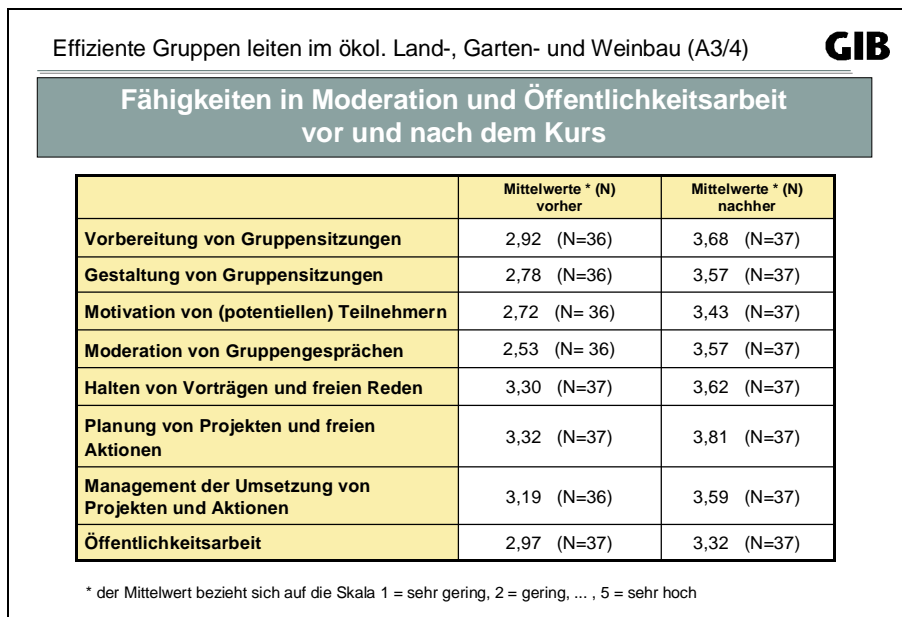 Effiziente Gruppen leiten im ökol. Land-, Garten- und Weinbau (A3/4) GIB
Fähigkeiten in Moderation und Öffentlichkeitsarbeit
vor und nach dem Kurs
Mittelwerte * (N) Mittelwerte * (N)
vorher nachher
Vorbereitung von Gruppensitzungen 2,92 (N=36) 3,68 (N=37)
Gestaltung von Gruppensitzungen 2,78 (N=36) 3,57 (N=37)
Motivation von (potentiellen) Teilnehmern 2,72 (N= 36) 3,43 (N=37)
Moderation von Gruppengesprächen 2,53 (N= 36) 3,57 (N=37)
Halten von Vorträgen und freien Reden 3,30 (N=37) 3,62 (N=37)
Planung von Projekten und freien
Aktionen 3,32 (N=37) 3,81 (N=37)
Management der Umsetzung von
Projekten und Aktionen 3,19 (N=36) 3,59 (N=37)
Öffentlichkeitsarbeit 2,97 (N=37) 3,32 (N=37)
* der Mittelwert bezieht sich auf die Skala 1 = sehr gering, 2 = gering, ... , 5 = sehr hoch